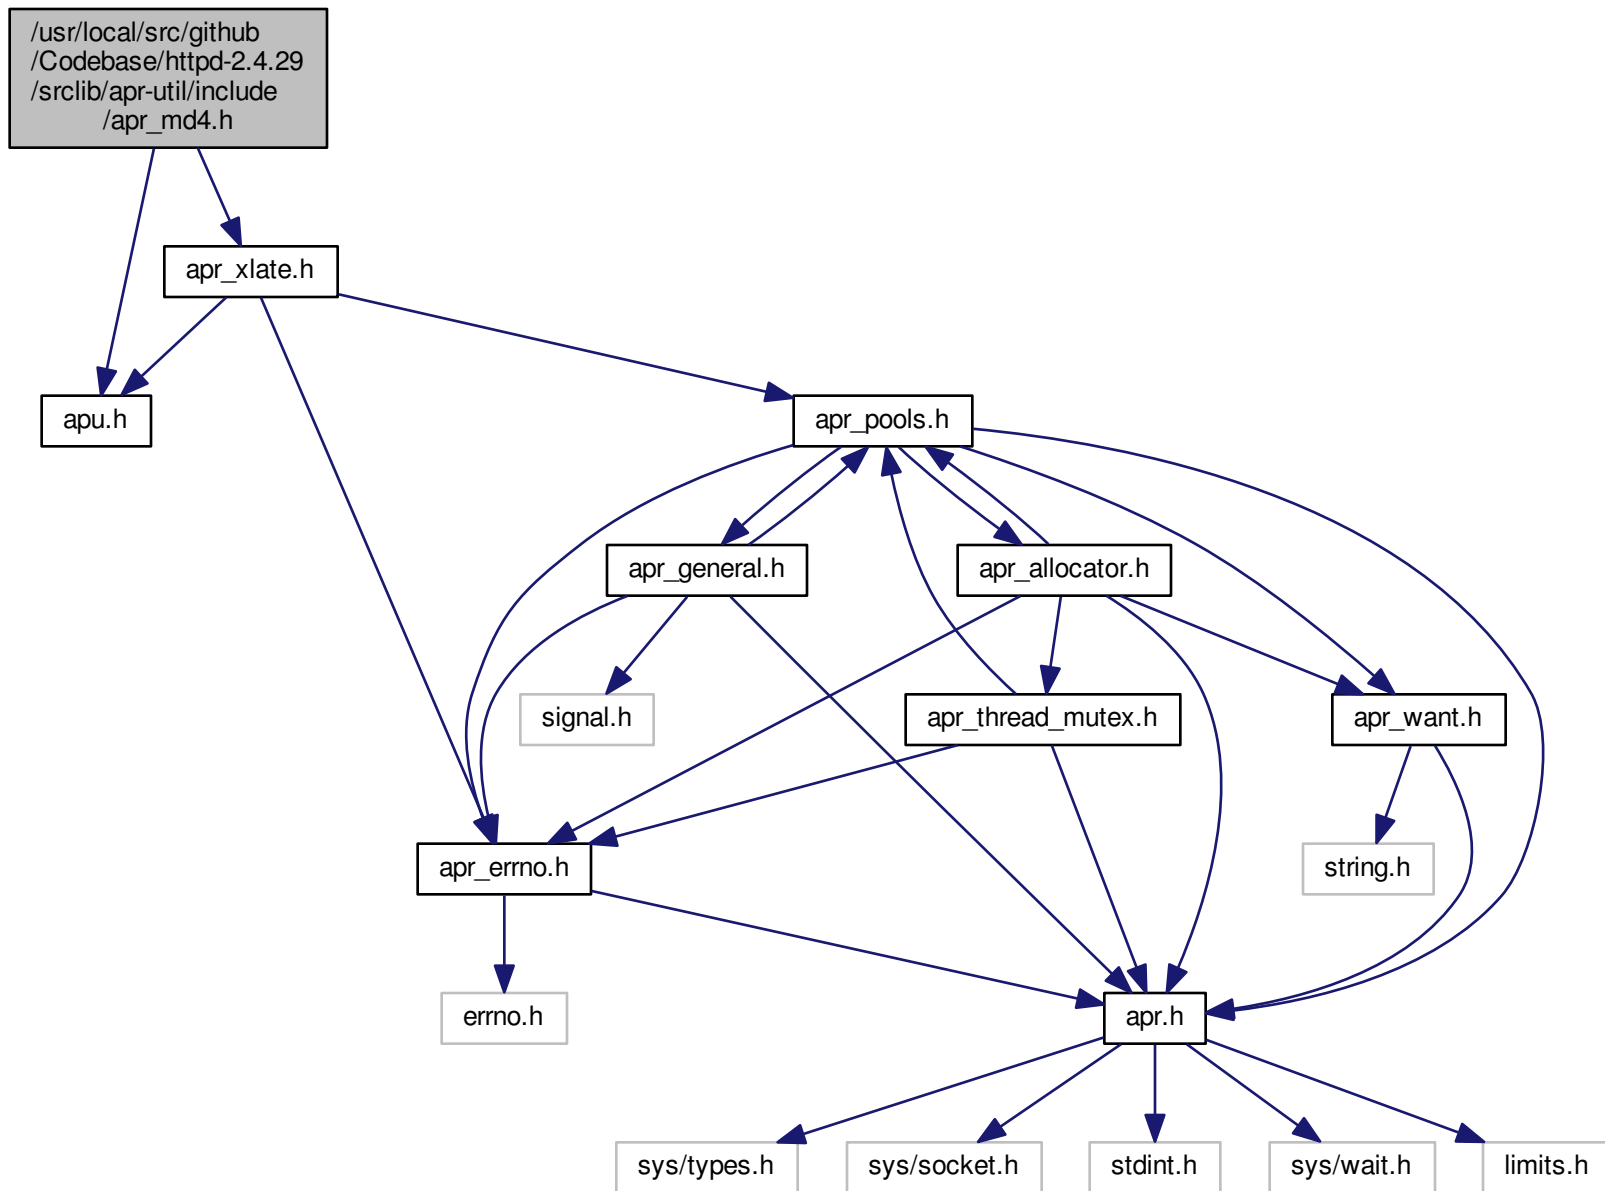 /usr/local/src/github
/Codebase/httpd-2.4.29
/srclib/apr-util/include
/apr_md4.h
apr_xlate.h
apu.h
apr_pools.h
apr_general.h
apr_allocator.h
signal.h
apr_thread_mutex.h
apr_want.h
apr_errno.h
string.h
errno.h
apr.h
sys/types.h
sys/socket.h
stdint.h
sys/wait.h
limits.h